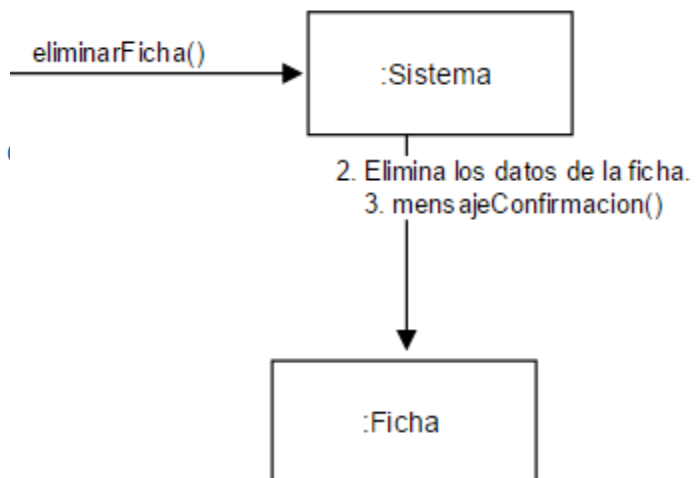 eliminarFicha()
:Sistema
2. Elimina los datos de la ficha.
3. mensajeConfirmacion()
:Ficha